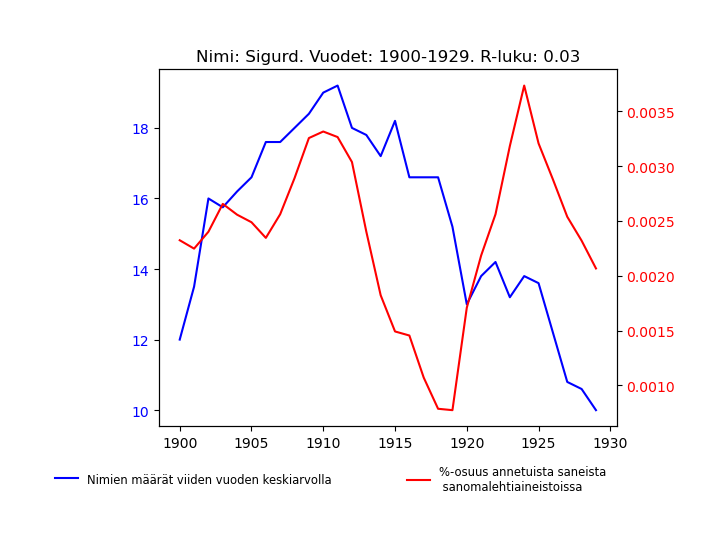 Nimi: Sigurd. Vuodet: 1900-1929. R-luku: 0.03
18
16
14
12
10
0.0035
0.0030
0.0025
0.0020
0.0015
0.0010
1900 1905 1910 1915 1920 1925 1930
Nimien määrät viiden vuoden keskiarvolla
%-osuus annetuista saneista
sanomalehtiaineistoissa